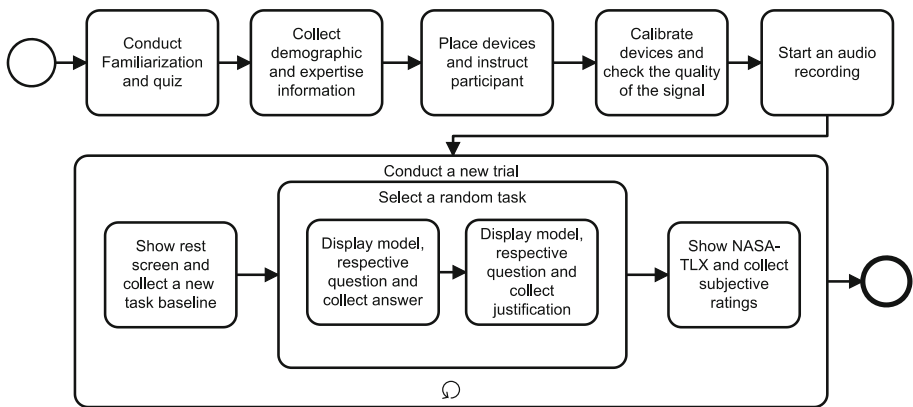 Conduct
Familiarization
and quiz
Collect
demographic
and expertise
information
Place devices
and instruct
participant
Calibrate
devices and
check the quality
of the signal
Start an audio
recording
Conduct a new trial
Select a random task
Show rest
screen and
collect a new
task baseline
Display model,
respective
question and
collect answer
Display model,
respective
question and
collect
justification
Show NASA-
TLX and collect
subjective
ratings